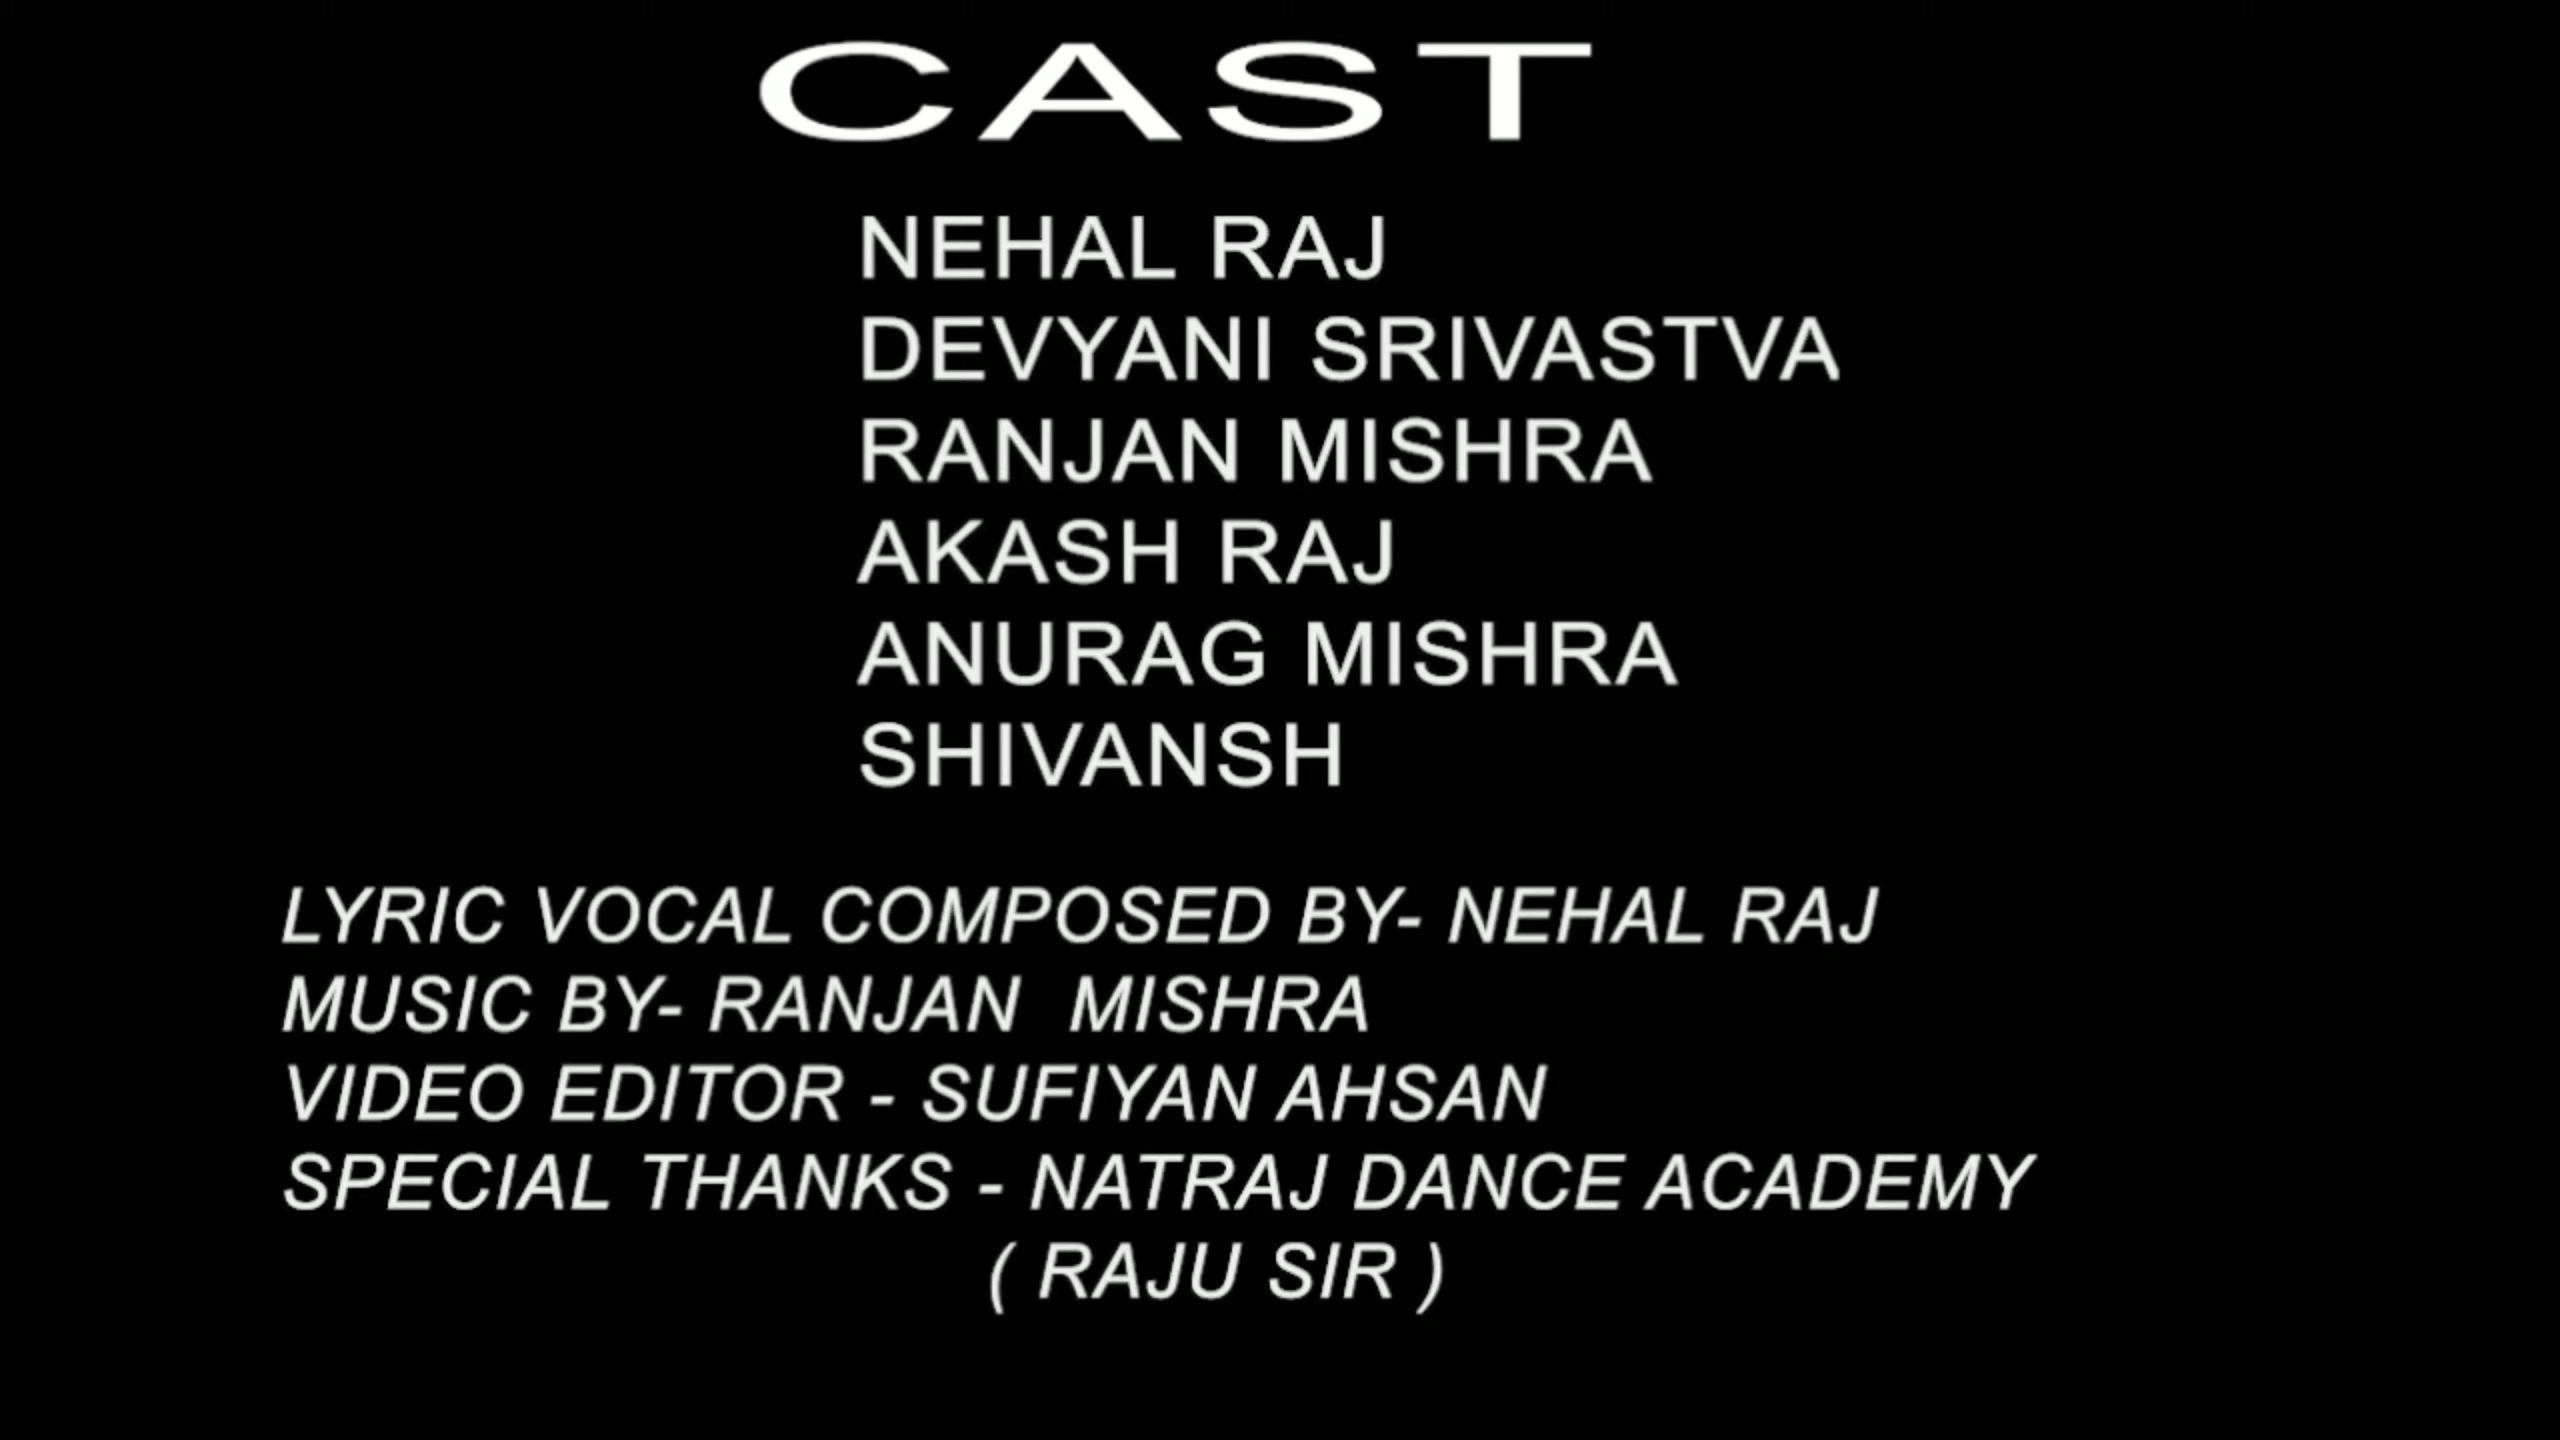 CAST
NEHAL RAJ
DEVYANI SRIVASTVA
RANJAN MISHRA
AKASH RAJ
ANURAG MISHRA
SHIVANSH
LYRIC VOCAL COMPOSED BY- NEHAL RAJ
MUSIC BY- RANJAN  MISHRA
VIDEO EDITOR - SUFIYAN AHSAN
SPECIAL THANKS - NATRAJ DANCE ACADEMY
( RAJU SIR )